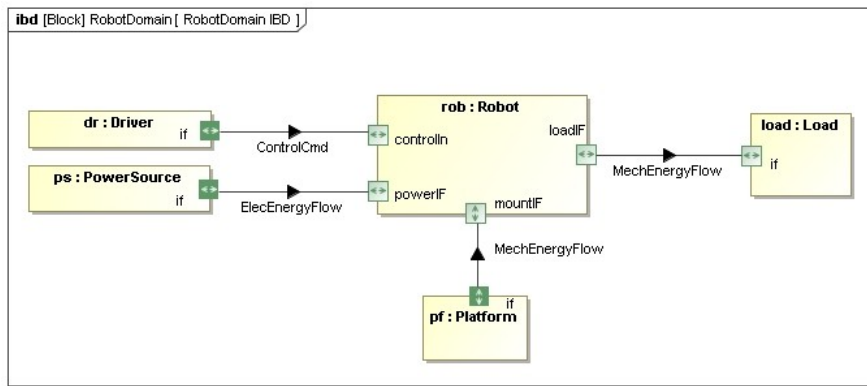 ibd [Block] RobotDomain [ RobotDomain IBD ]
rob : Robot
dr : Driver
if
controlIn
loadIF
load : Load
if
ControlCmd
MechEnergyFlow
ps : PowerSource
if
powerIF
mountIF
ElecEnergyFlow
MechEnergyFlow
if
pf : Platform